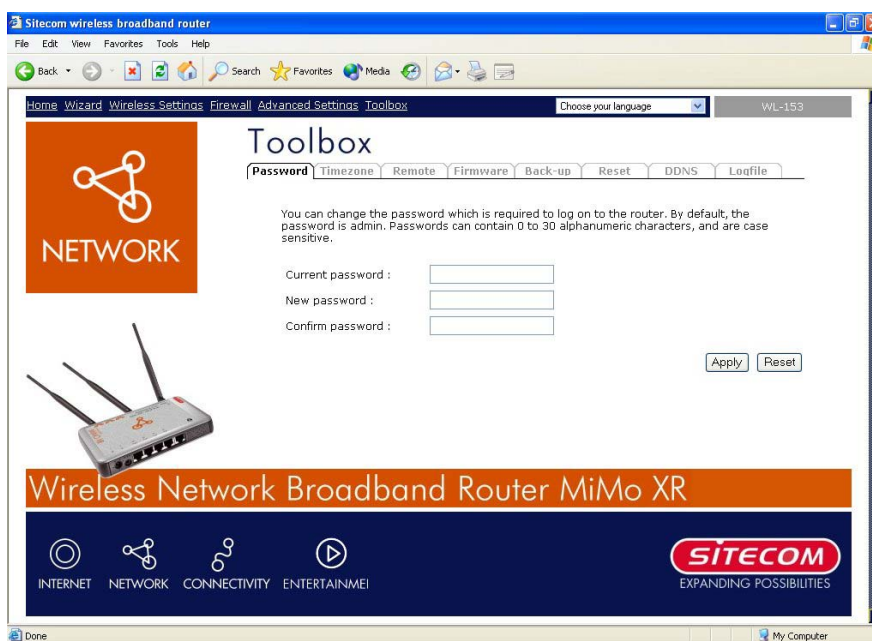 Sitecom wireless broadband router
File Edit View Favorites Tools Help
Back Search Favorites Media
Home Wizard Wireless Settings Firewall Advanced Settings Toolbox Choose your language WL-153
Toolbox
Password Timezone Remote Firmware Back-up Reset DDNS Logfile
You can change the password which is required to log on to the router. By default, the
password is admin. Passwords can contain 0 to 30 alphanumeric characters, and are case
sensitive.
NETWORK
Current password :
New password :
Confirm password :
Apply Reset
Wireless Network Broadband Router MiMo XR
INTERNET NETWORK CONNECTIVITY ENTERTAINMEI
SITECOM
EXPANDING POSSIBILITIES
Done My Computer